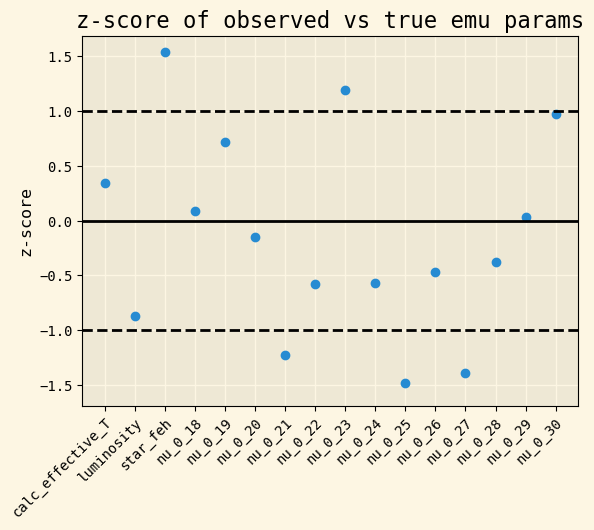 z-score of observed vs true emu params
z-score
1.5
1.0
0.5
0.0
−0.5
−1.0
−1.5
calc_effective_T
luminosity
star_feh
nu_0_18
nu_0_19
nu_0_20
nu_0_21
nu_0_22
nu_0_23
nu_0_24
nu_0_25
nu_0_26
nu_0_27
nu_0_28
nu_0_29
nu_0_30